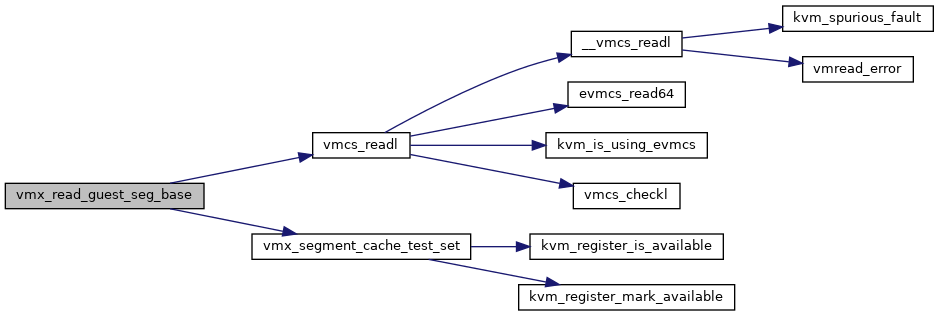 kvm_spurious_fault
__vmcs_readl
vmread_error
evmcs_read64
vmcs_readl
kvm_is_using_evmcs
vmx_read_guest_seg_base
vmcs_checkl
vmx_segment_cache_test_set
kvm_register_is_available
kvm_register_mark_available